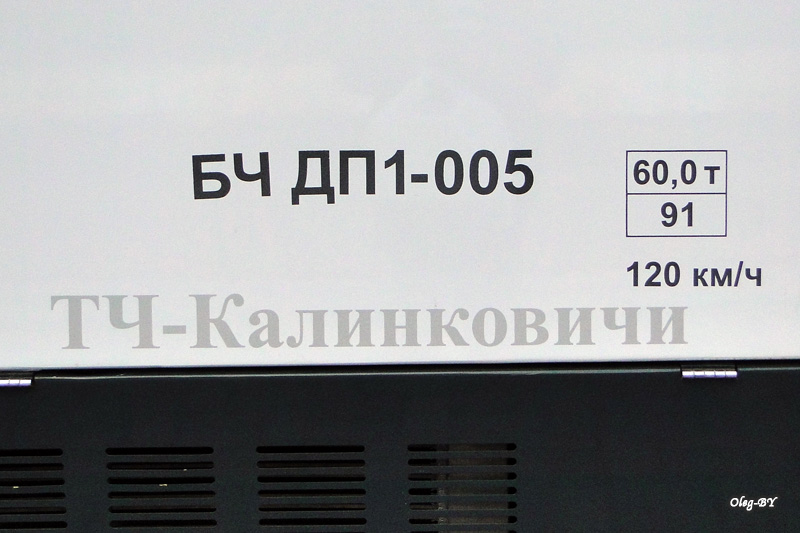 БЧ ДП1-005
60,0 т
91
120 км/ч
ТЧ-Калинковичи
Oleg-BY